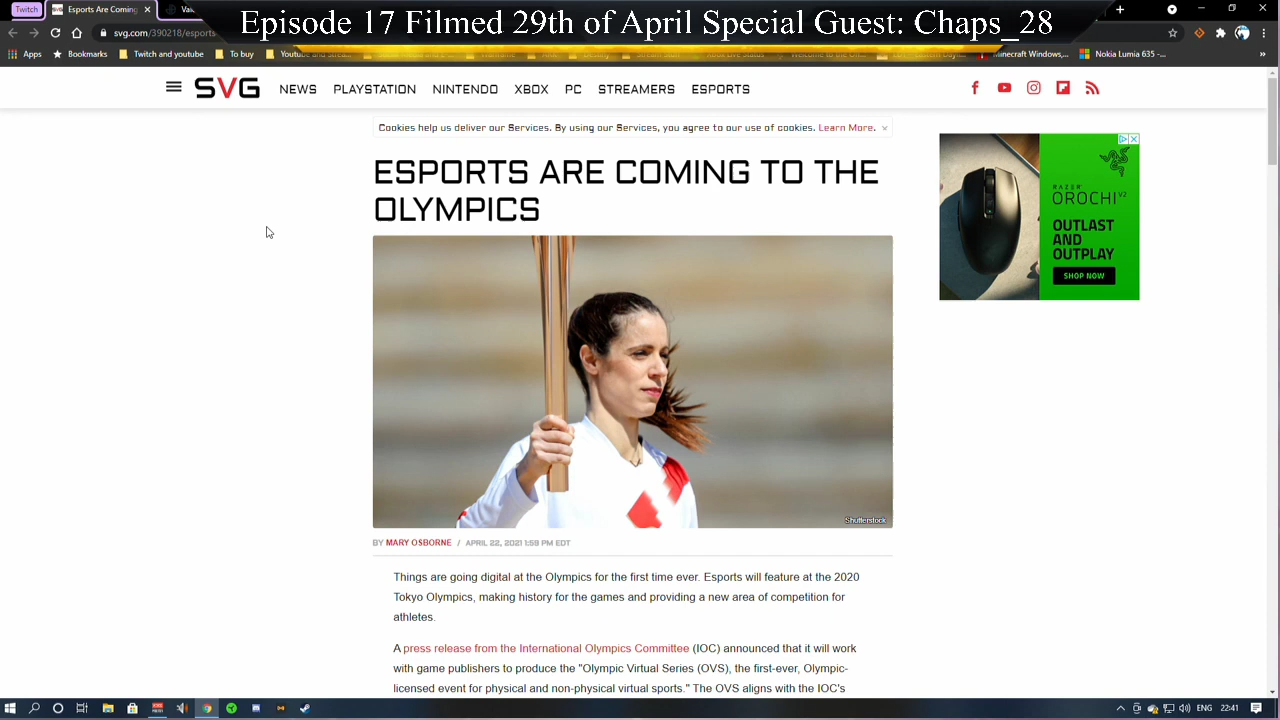 Episode 17 Filmed 29th of April Special Guest: Chaps_28
Twitch
Esports Are Coming
svg.com/390218/esports
Apps
Bookmarks
Twitch and youtube
To buy
Minecraft Windows,...
Nokia Lumia 635 -...
SVG
NEWS PLAYSTATION NINTENDO XBOX PC STREAMERS ESPORTS
Cookies help us deliver our Services. By using our Services, you agree to our use of cookies. Learn More.
ESPORTS ARE COMING TO THE
OLYMPICS
RAZER
OROCHI V2
OUTLAST
AND
OUTPLAY
SHOP NOW
Shutterstock
BY MARY OSBORNE / APRIL 22, 2021 1:59 PM EDT
Things are going digital at the Olympics for the first time ever. Esports will feature at the 2020
Tokyo Olympics, making history for the games and providing a new area of competition for
athletes.
A press release from the International Olympics Committee (IOC) announced that it will work
with game publishers to produce the "Olympic Virtual Series (OVS), the first-ever, Olympic-
licensed event for physical and non-physical virtual sports." The OVS aligns with the IOC's
ENG 22:41